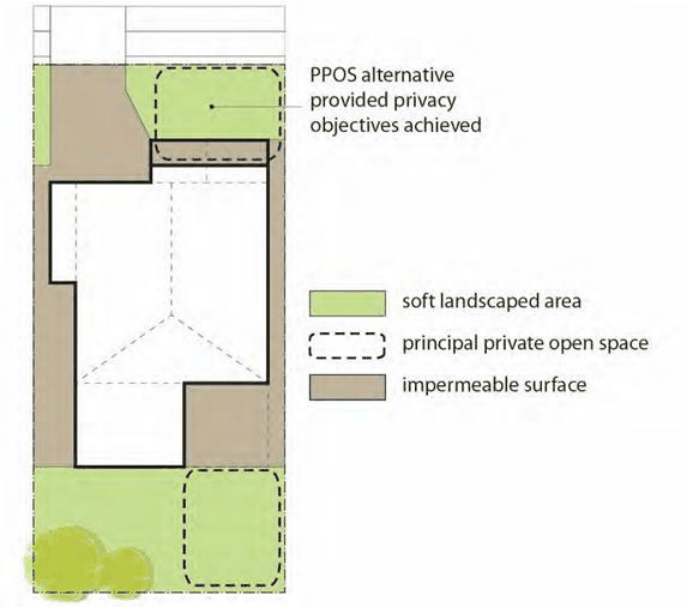 PPOS alternative
provided privacy
objectives achieved
soft landscaped area
principal private open space
impermeable surface